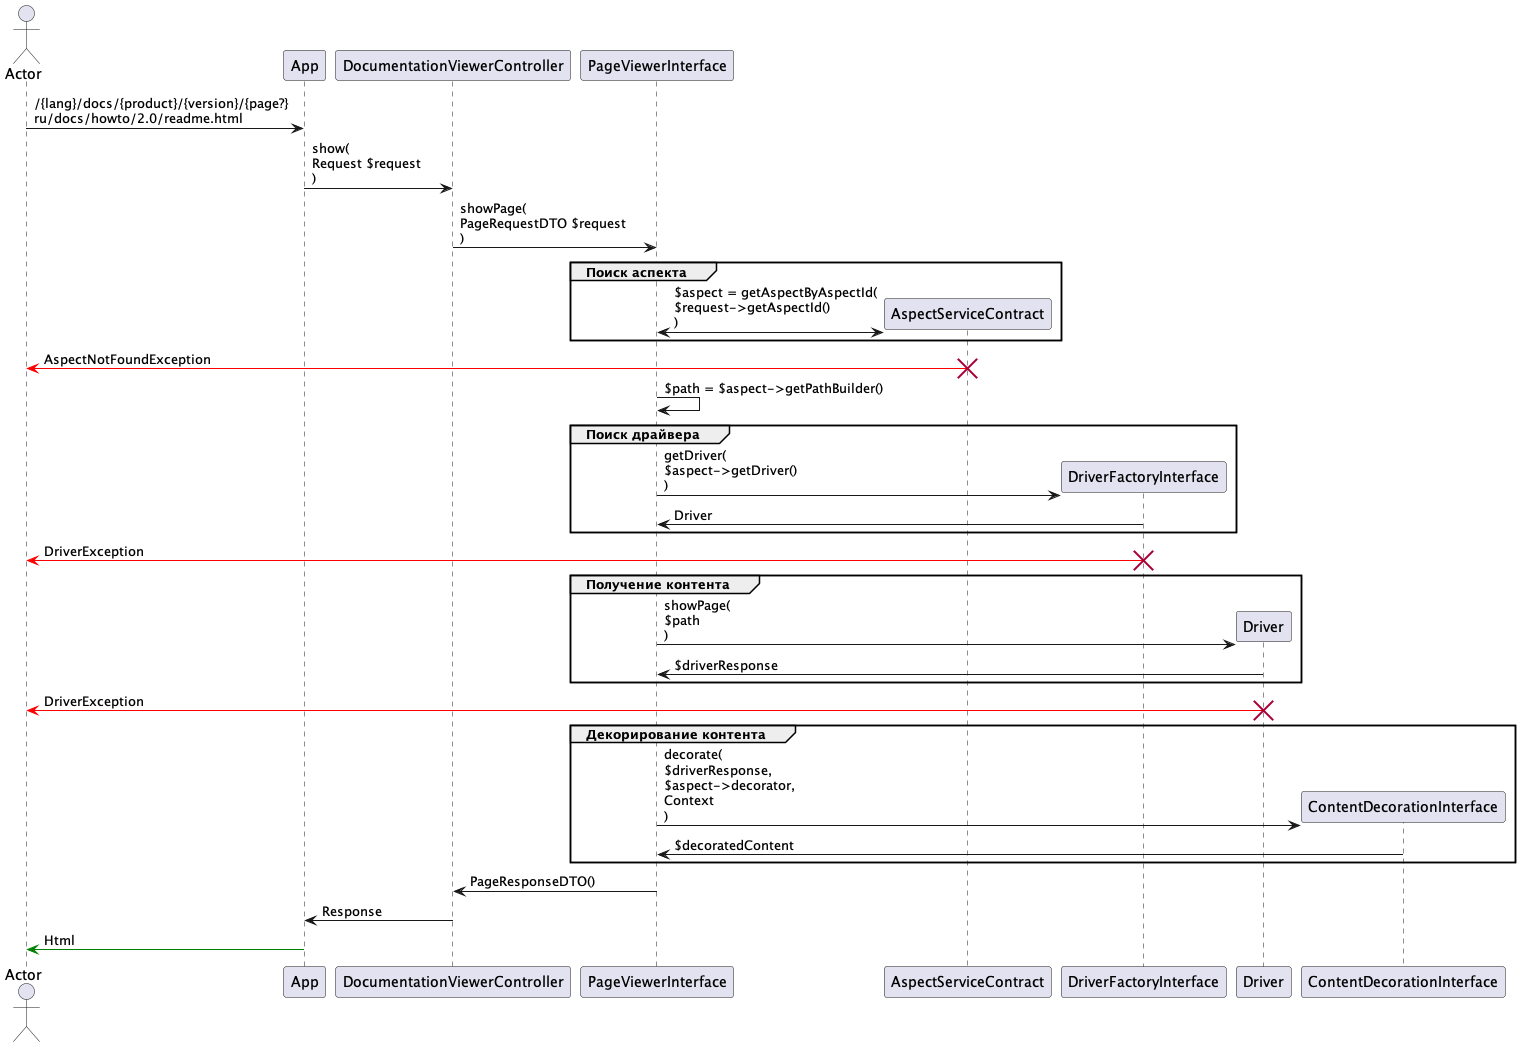 Actor
App
DocumentationViewerController
PageViewerInterface
/{lang}/docs/{product}/{version}/{page?}
ru/docs/howto/2.0/readme.html
show(
Request $request
)
showPage(
PageRequestDTO $request
)
Поиск аспекта
$aspect = getAspectByAspectId(
$request->getAspectId()
)
AspectServiceContract
AspectNotFoundException
$path = $aspect->getPathBuilder()
Поиск драйвера
getDriver(
$aspect->getDriver()
)
DriverFactoryInterface
Driver
DriverException
Получение контента
showPage(
$path
)
Driver
$driverResponse
DriverException
Декорирование контента
decorate(
$driverResponse,
$aspect->decorator,
Context
)
ContentDecorationInterface
$decoratedContent
PageResponseDTO()
Response
Html
Actor
App
DocumentationViewerController
PageViewerInterface
AspectServiceContract
DriverFactoryInterface
Driver
ContentDecorationInterface